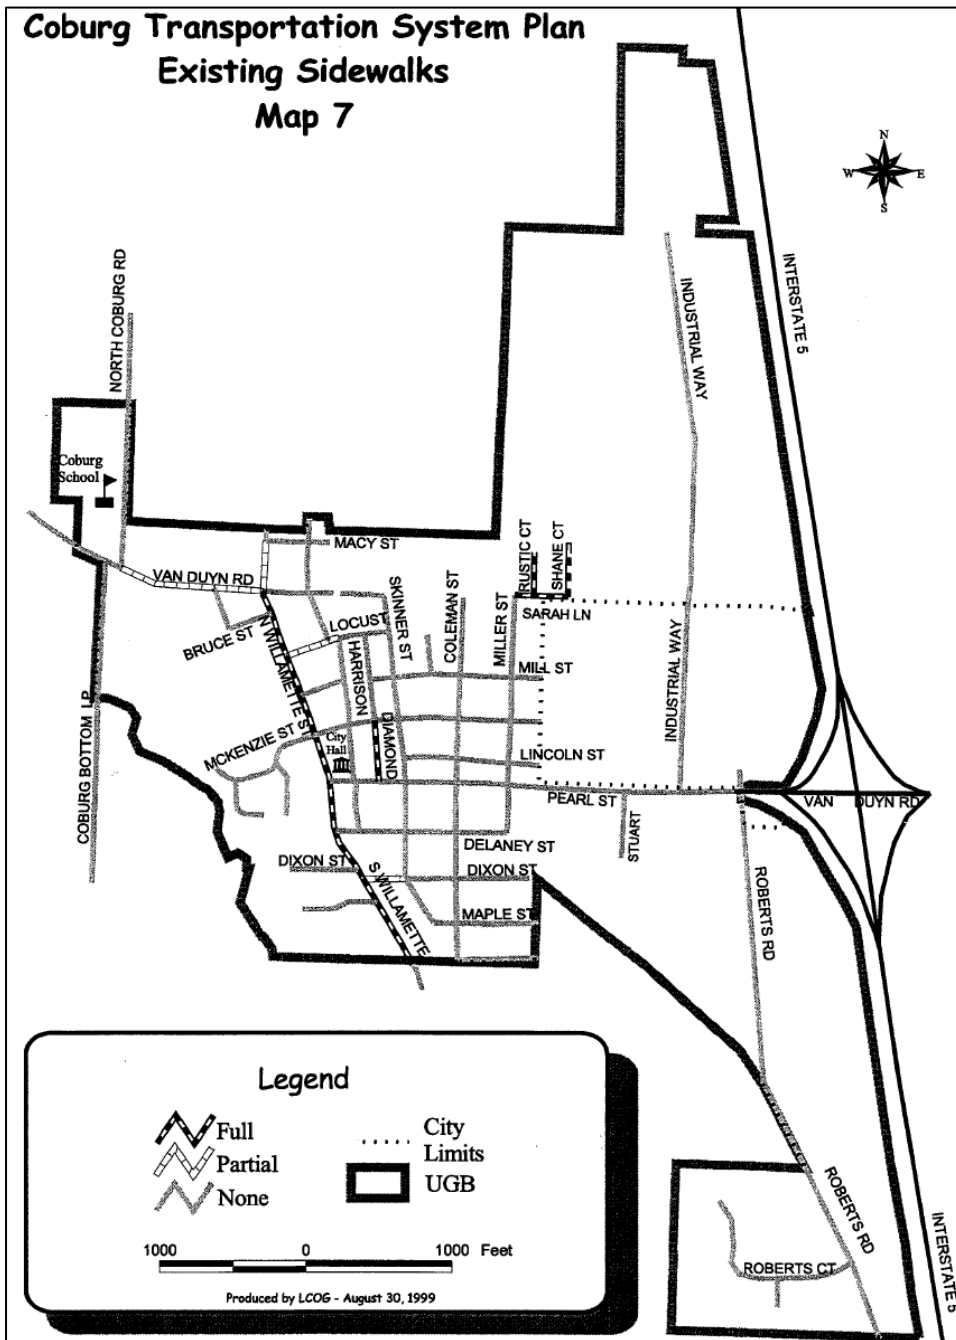 Coburg Transportation System Plan
Existing Sidewalks
Map 7
N
W
E
S
INTERSTATE 5
NORTH COBURG RD
INDUSTRIAL WAY
Coburg
School
MACY ST
RUSTIC CT
SHANE CT
VAN DUYN RD
SKINNER ST
COLEMAN ST
MILLER ST
SARAH LN
BRUCE ST
N WILLAMETTE ST
LOCUST
HARRISON
MILL ST
INDUSTRIAL WAY
COBURG BOTTOM LP
MCKENZIE ST
City
Hall
DIAMOND
LINCOLN ST
PEARL ST
VAN DUYN RD
STUART
DELANEY ST
DIXON ST
S WILLAMETTE
DIXON ST
MAPLE ST
ROBERTS RD
Legend
Full
Partial
None
City
Limits
UGB
1000 0 1000 Feet
Produced by LCOG - August 30, 1999
ROBERTS RD
ROBERTS CT
INTERSTATE 5